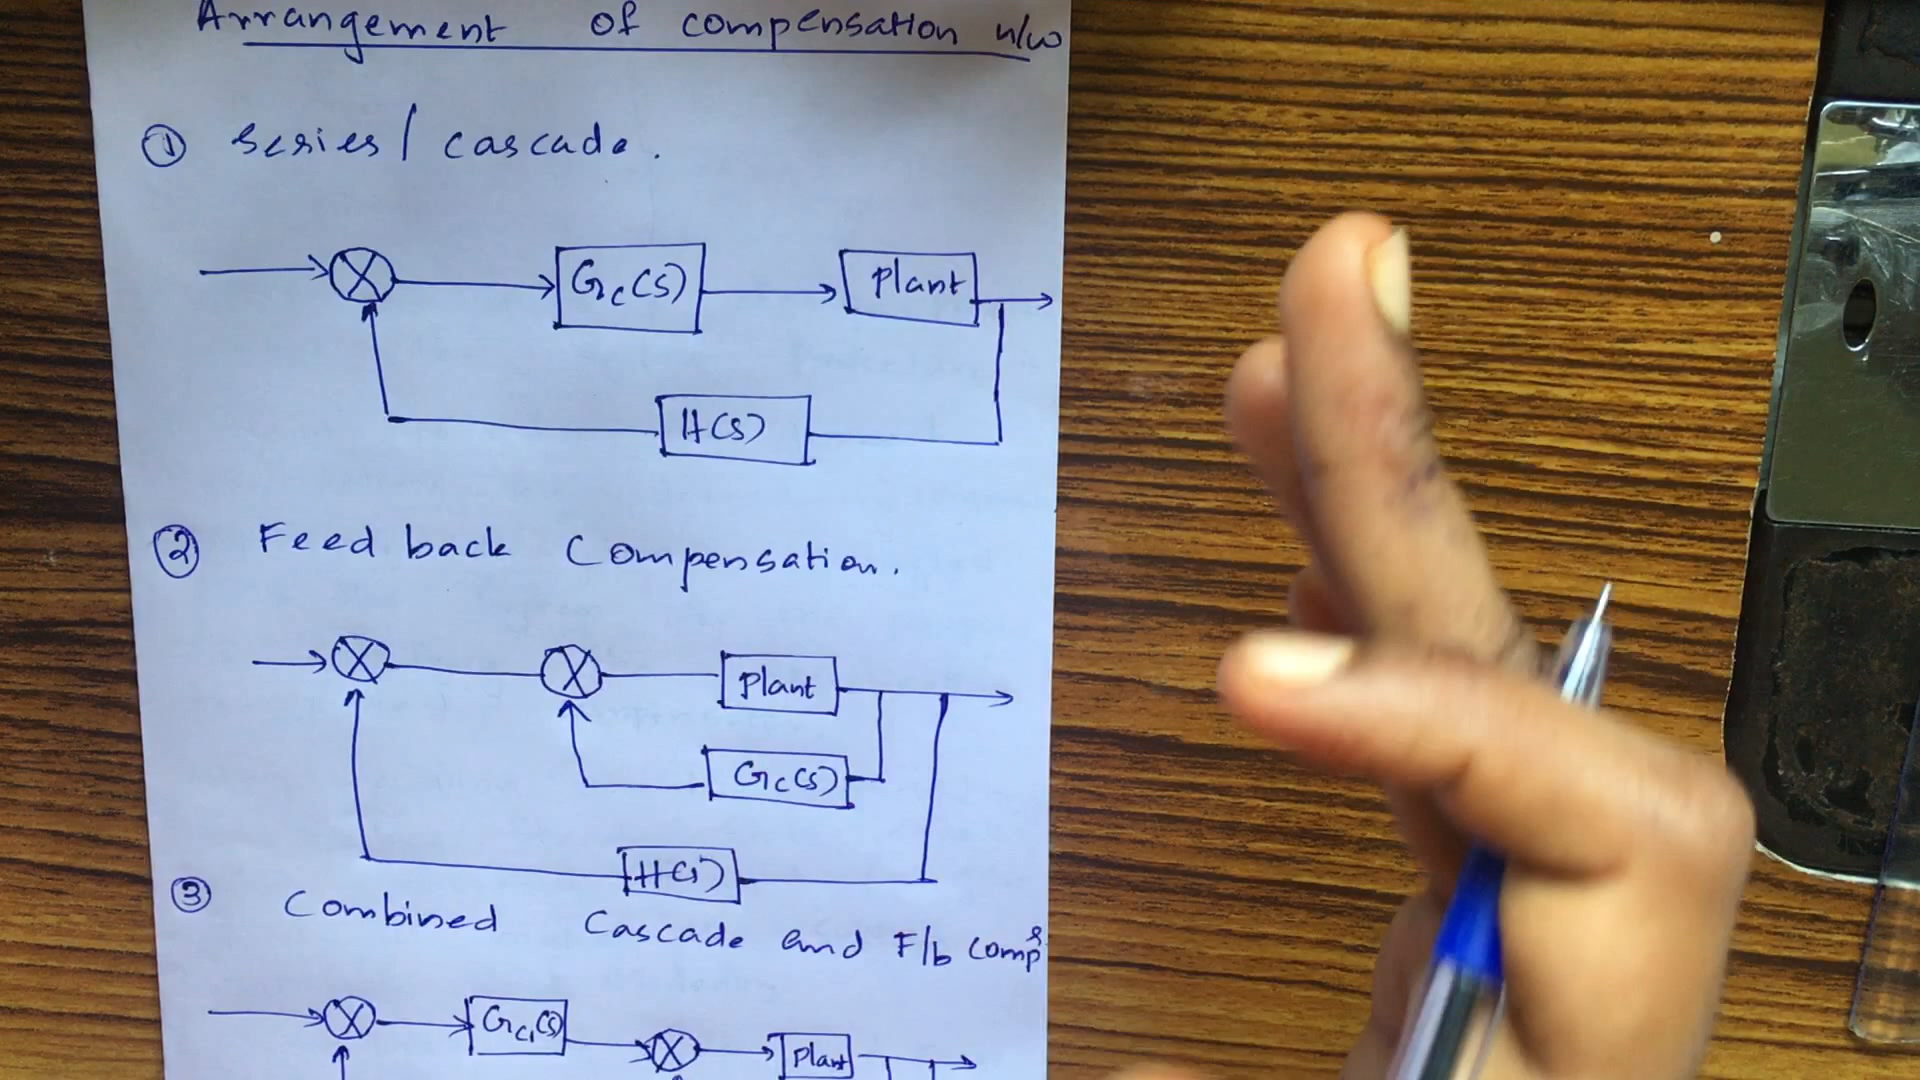 Arrangement of compensation n/w
① Series / cascade.
Gc(s)
Plant
H(s)
② Feed back Compensation.
Plant
Gc(s)
H(s)
③ Combined Cascade and F/b compⁿ
Gc1(s)
Plant